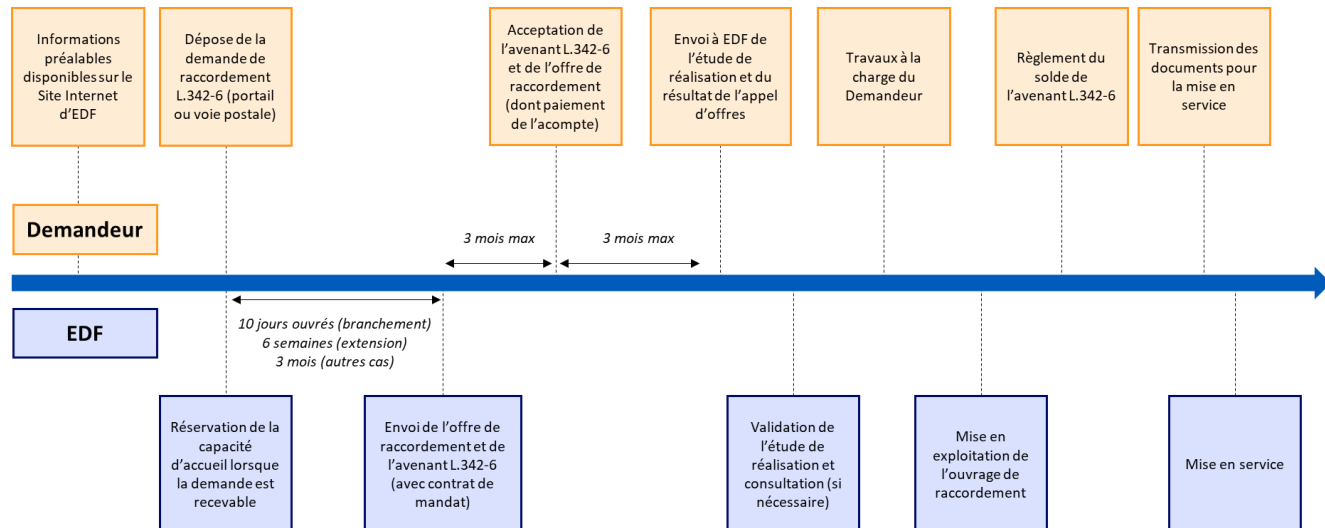 Informations
préalables
disponibles sur le
Site Internet
d’EDF
Dépose de la
demande de
raccordement
L.342-6 (portail
ou voie postale)
Acceptation de
l’avenant L.342-6
et de l’offre de
raccordement
(dont paiement
de l’acompte)
Envoi à EDF de
l’étude de
réalisation et du
résultat de l’appel
d’offres
Travaux à la
charge du
Demandeur
Règlement du
solde de
l’avenant L.342-6
Transmission des
documents pour
la mise en
service
Demandeur
3 mois max
3 mois max
EDF
10 jours ouvrés (branchement)
6 semaines (extension)
3 mois (autres cas)
Réservation de la
capacité
d’accueil lorsque
la demande est
recevable
Envoi de l’offre de
raccordement et de
l’avenant L.342-6
(avec contrat de
mandat)
Validation de
l’étude de
réalisation et
consultation (si
nécessaire)
Mise en
exploitation de
l’ouvrage de
raccordement
Mise en service